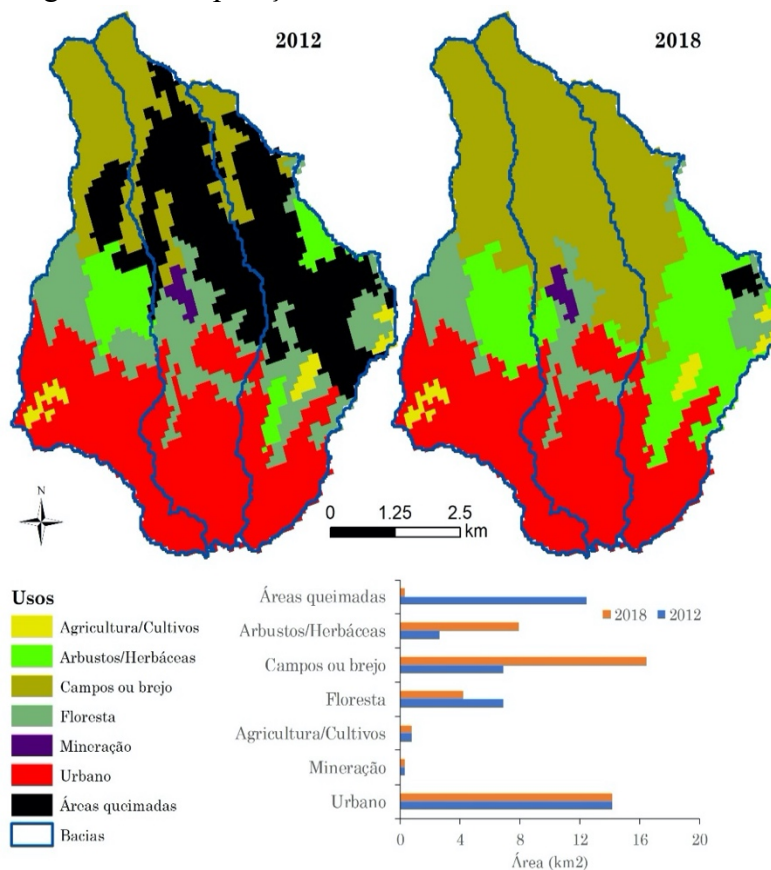 2012
2018
N
0 1.25 2.5
km
Usos
Agricultura/Cultivos
Arbustos/Herbáceas
Campos ou brejo
Floresta
Mineração
Urbano
Áreas queimadas
Bacias
Áreas queimadas
Arbustos/Herbáceas
Campos ou brejo
Floresta
Agricultura/Cultivos
Mineração
Urbano
2018 2012
0 4 8 12 16 20
Área (km2)